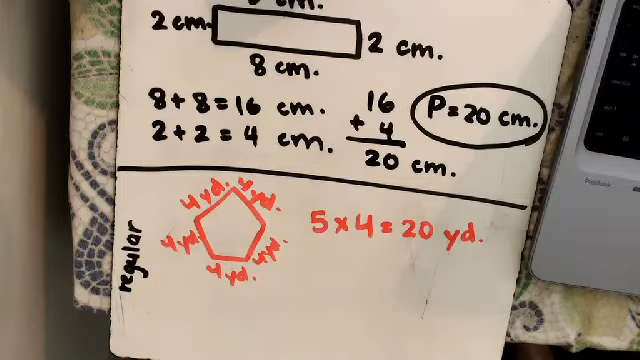 cm.
2 cm.
2 cm.
8 cm.
8 + 8 = 16 cm.
2 + 2 = 4 cm.
16
+ 4
20 cm.
P = 20 cm.
regular
4 yd.
4 yd.
4 yd.
4 yd.
4 yd.
5 x 4 = 20 yd.